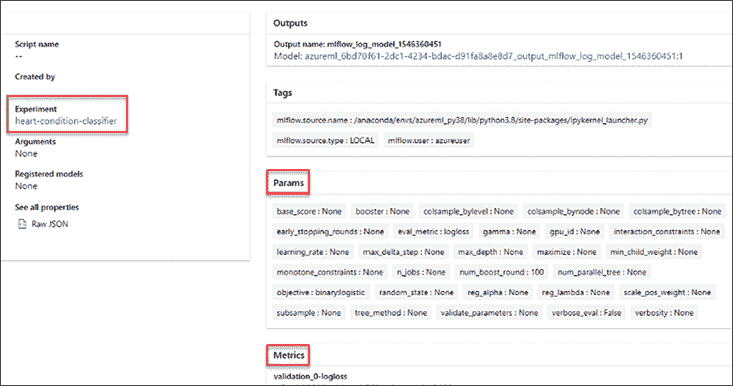 Script name
--
Created by
Experiment
heart-condition-classifier
Arguments
None
Registered models
None
See all properties
Raw JSON
Outputs
Output name: mlflow_log_model_1546360451
Model: azureml_6bd70f61-2dc1-4234-bdac-d91fa8a8e8d7_output_mlflow_log_model_1546360451:1
Tags
mlflow.source.name : /anaconda/envs/azureml_py38/lib/python3.8/site-packages/ipykernel_launcher.py
mlflow.source.type : LOCAL mlflow.user : azureuser
Params
base_score : None booster : None colsample_bylevel : None colsample_bynode : None colsample_bytree : None
early_stopping_rounds : None eval_metric : logloss gamma : None gpu_id : None interaction_constraints : None
learning_rate : None max_delta_step : None max_depth : None maximize : None min_child_weight : None
monotone_constraints : None n_jobs : None num_boost_round : 100 num_parallel_tree : None
objective : binary:logistic random_state : None reg_alpha : None reg_lambda : None scale_pos_weight : None
subsample : None tree_method : None validate_parameters : None verbose_eval : False verbosity : None
Metrics
validation_0-logloss